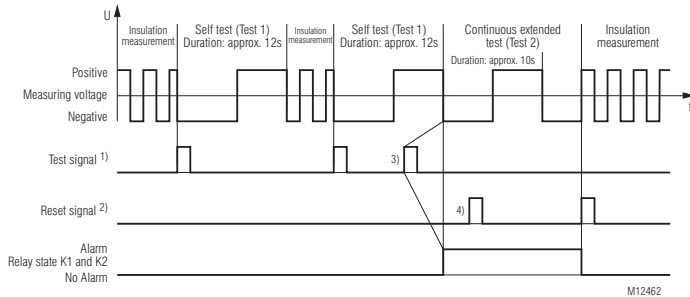 U
Insulation
measurement
Self test (Test 1)
Duration: approx. 12s
Insulation
measurement
Self test (Test 1)
Duration: approx. 12s
Continuous extended
test (Test 2)
Duration: approx. 10s
Insulation
measurement
Positive
Measuring voltage
Negative
t
Test signal 1)
3)
Reset signal 2)
4)
Alarm
Relay state K1 and K2
No Alarm
M12462